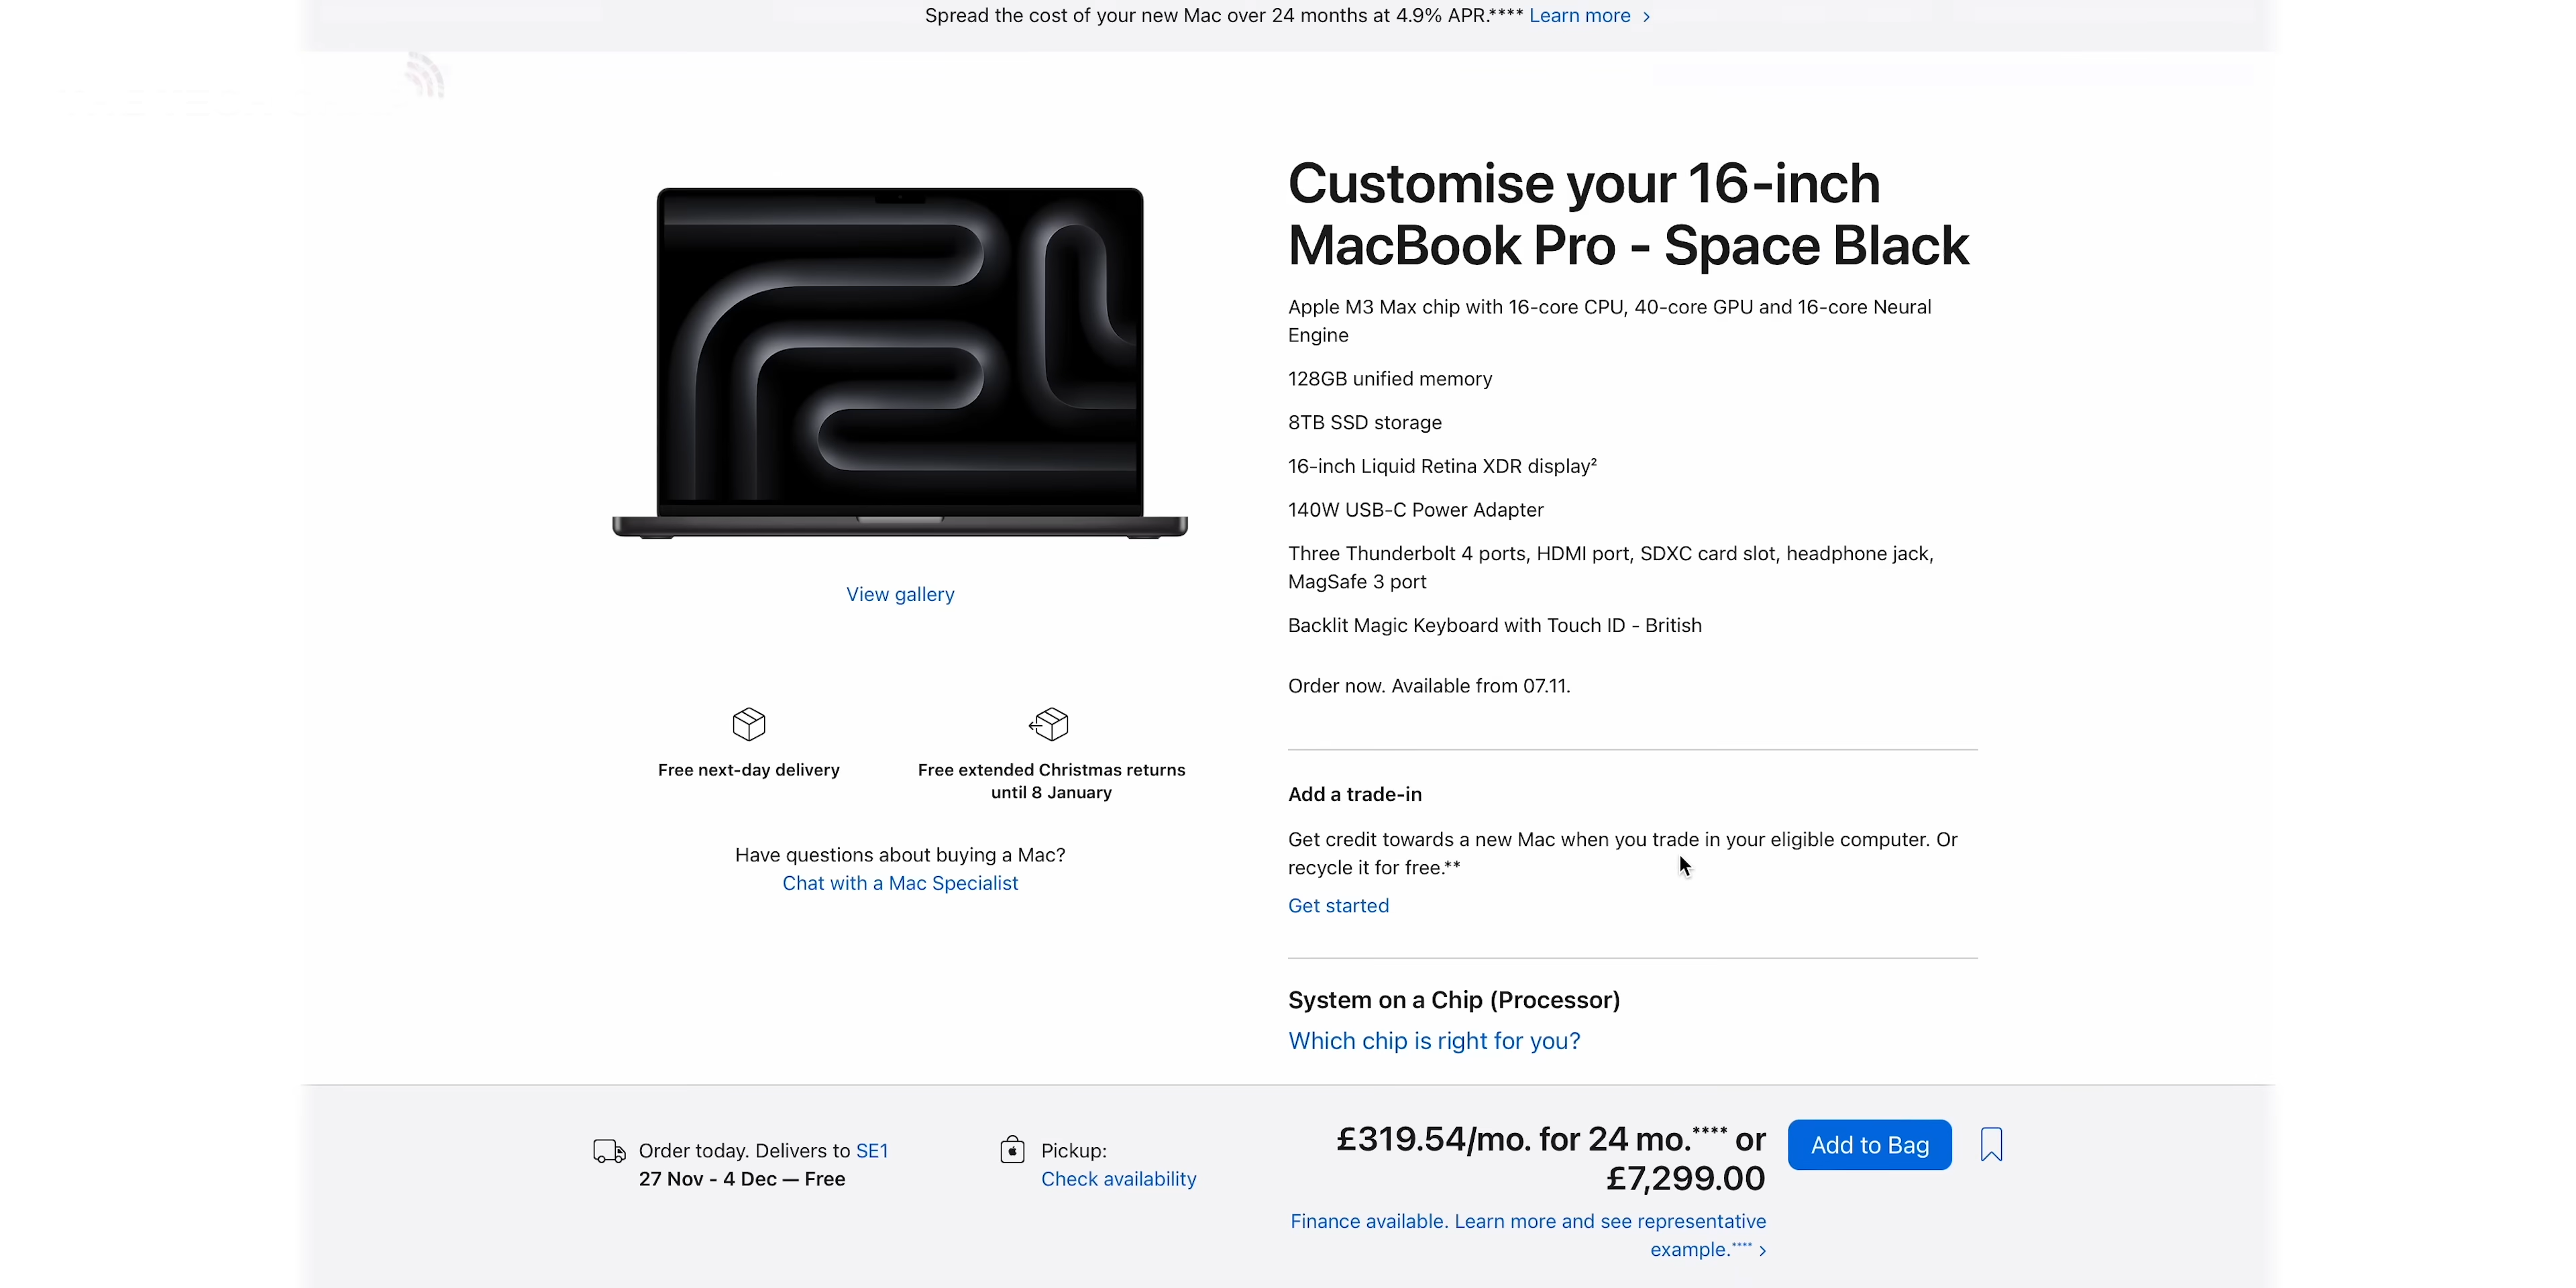 Spread the cost of your new Mac over 24 months at 4.9% APR.**** Learn more >
Customise your 16-inch
MacBook Pro - Space Black
Apple M3 Max chip with 16-core CPU, 40-core GPU and 16-core Neural
Engine
128GB unified memory
8TB SSD storage
16-inch Liquid Retina XDR display²
140W USB-C Power Adapter
Three Thunderbolt 4 ports, HDMI port, SDXC card slot, headphone jack,
MagSafe 3 port
Backlit Magic Keyboard with Touch ID - British
Order now. Available from 07.11.
View gallery
Free next-day delivery
Free extended Christmas returns
until 8 January
Have questions about buying a Mac?
Chat with a Mac Specialist
Add a trade-in
Get credit towards a new Mac when you trade in your eligible computer. Or
recycle it for free.**
Get started
System on a Chip (Processor)
Which chip is right for you?
Order today. Delivers to SE1
27 Nov - 4 Dec — Free
Pickup:
Check availability
£319.54/mo. for 24 mo.**** or
£7,299.00
Add to Bag
Finance available. Learn more and see representative
example.**** >